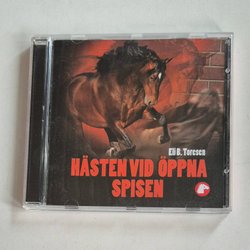 Eli B. Toresen
HÄSTEN VID ÖPPNA
SPISEN